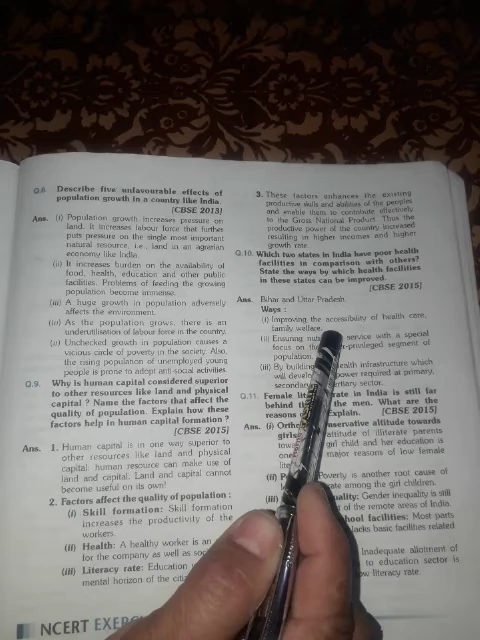 Q.8. Describe five unfavourable effects of
population growth in a country like India.
[CBSE 2013]
Ans. (i) Population growth increases pressure on
land. It increases labour force that further
puts pressure on the single most important
natural resource, i.e., land in an agrarian
economy like India.
(ii) It increases burden on the availability of
food, health, education and other public
facilities. Problems of feeding the growing
population become immense.
(iii) A huge growth in population adversely
affects the environment.
(iv) As the population grows, there is an
underutilisation of labour force in the country.
(v) Unchecked growth in population causes a
vicious circle of poverty in the society. Also,
the rising population of unemployed young
people is prone to adopt anti-social activities.
Q.9. Why is human capital considered superior
to other resources like land and physical
capital ? Name the factors that affect the
quality of population. Explain how these
factors help in human capital formation ?
[CBSE 2015]
Ans. 1. Human capital is in one way superior to
other resources like land and physical
capital: human resource can make use of
land and capital. Land and capital cannot
become useful on its own!
2. Factors affect the quality of population :
(i) Skill formation: Skill formation
increases the productivity of the
workers.
(ii) Health: A healthy worker is an
for the company as well as
(iii) Literacy rate: Education
mental horizon of the
NCERT
3. These factors enhances the existing
productive skills and abilities of the peoples
and enable them to contribute effectively
to the Gross National Product. Thus the
productive power of the country increased
resulting in higher incomes and higher
growth rate.
Q.10. Which two states in India have poor health
facilities in comparison with others?
State the ways by which health facilities
in these states can be improved.
[CBSE 2015]
Ans. Bihar and Uttar Pradesh.
Ways :
(i) Improving the accessibility of health care,
family welfare.
(ii) Ensuring service with a special
focus on privileged segment of
population.
(iii) By building health infrastructure which
will power required at primary,
tertiary sector.
Q.11. Female rate in India is still far
behind the men. What are the
reasons Explain. [CBSE 2015]
Ans. (i) attitude towards
girls attitude of illiterate parents
girl child and her education is
major reasons of low female
(ii) Poverty is another root cause of
among the girl children.
(iii) Gender inequality is still
of the remote areas of India.
facilities: Most parts
lacks basic facilities related
Inadequate allotment of
to education sector is
literacy rate.